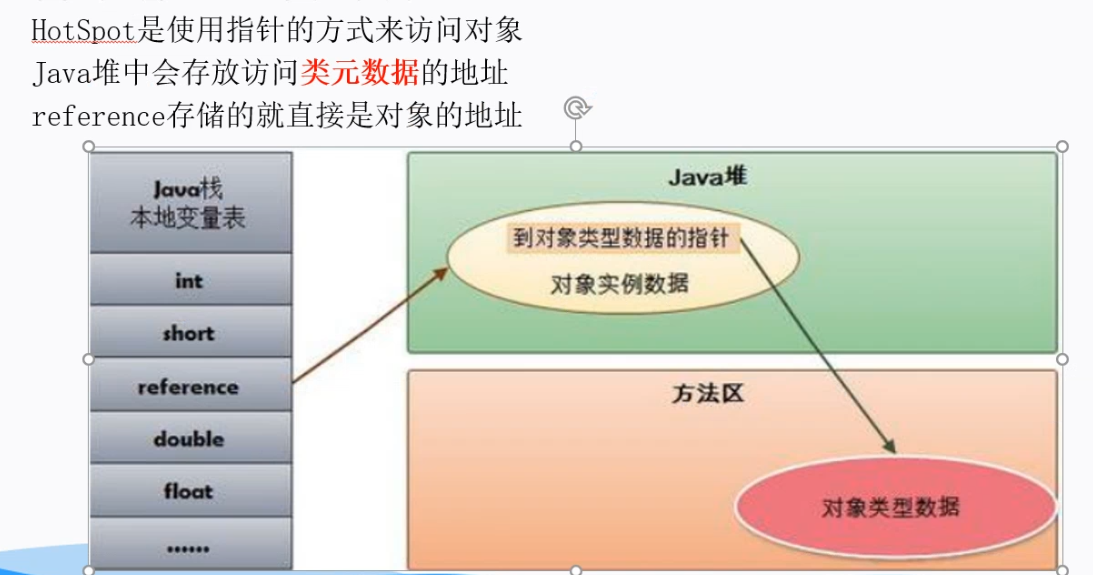 HotSpot是使用指针的方式来访问对象
Java堆中会存放访问类元数据的地址
reference存储的就直接是对象的地址
Java栈
本地变量表
int
short
reference
double
float
......
Java堆
到对象类型数据的指针
对象实例数据
方法区
对象类型数据